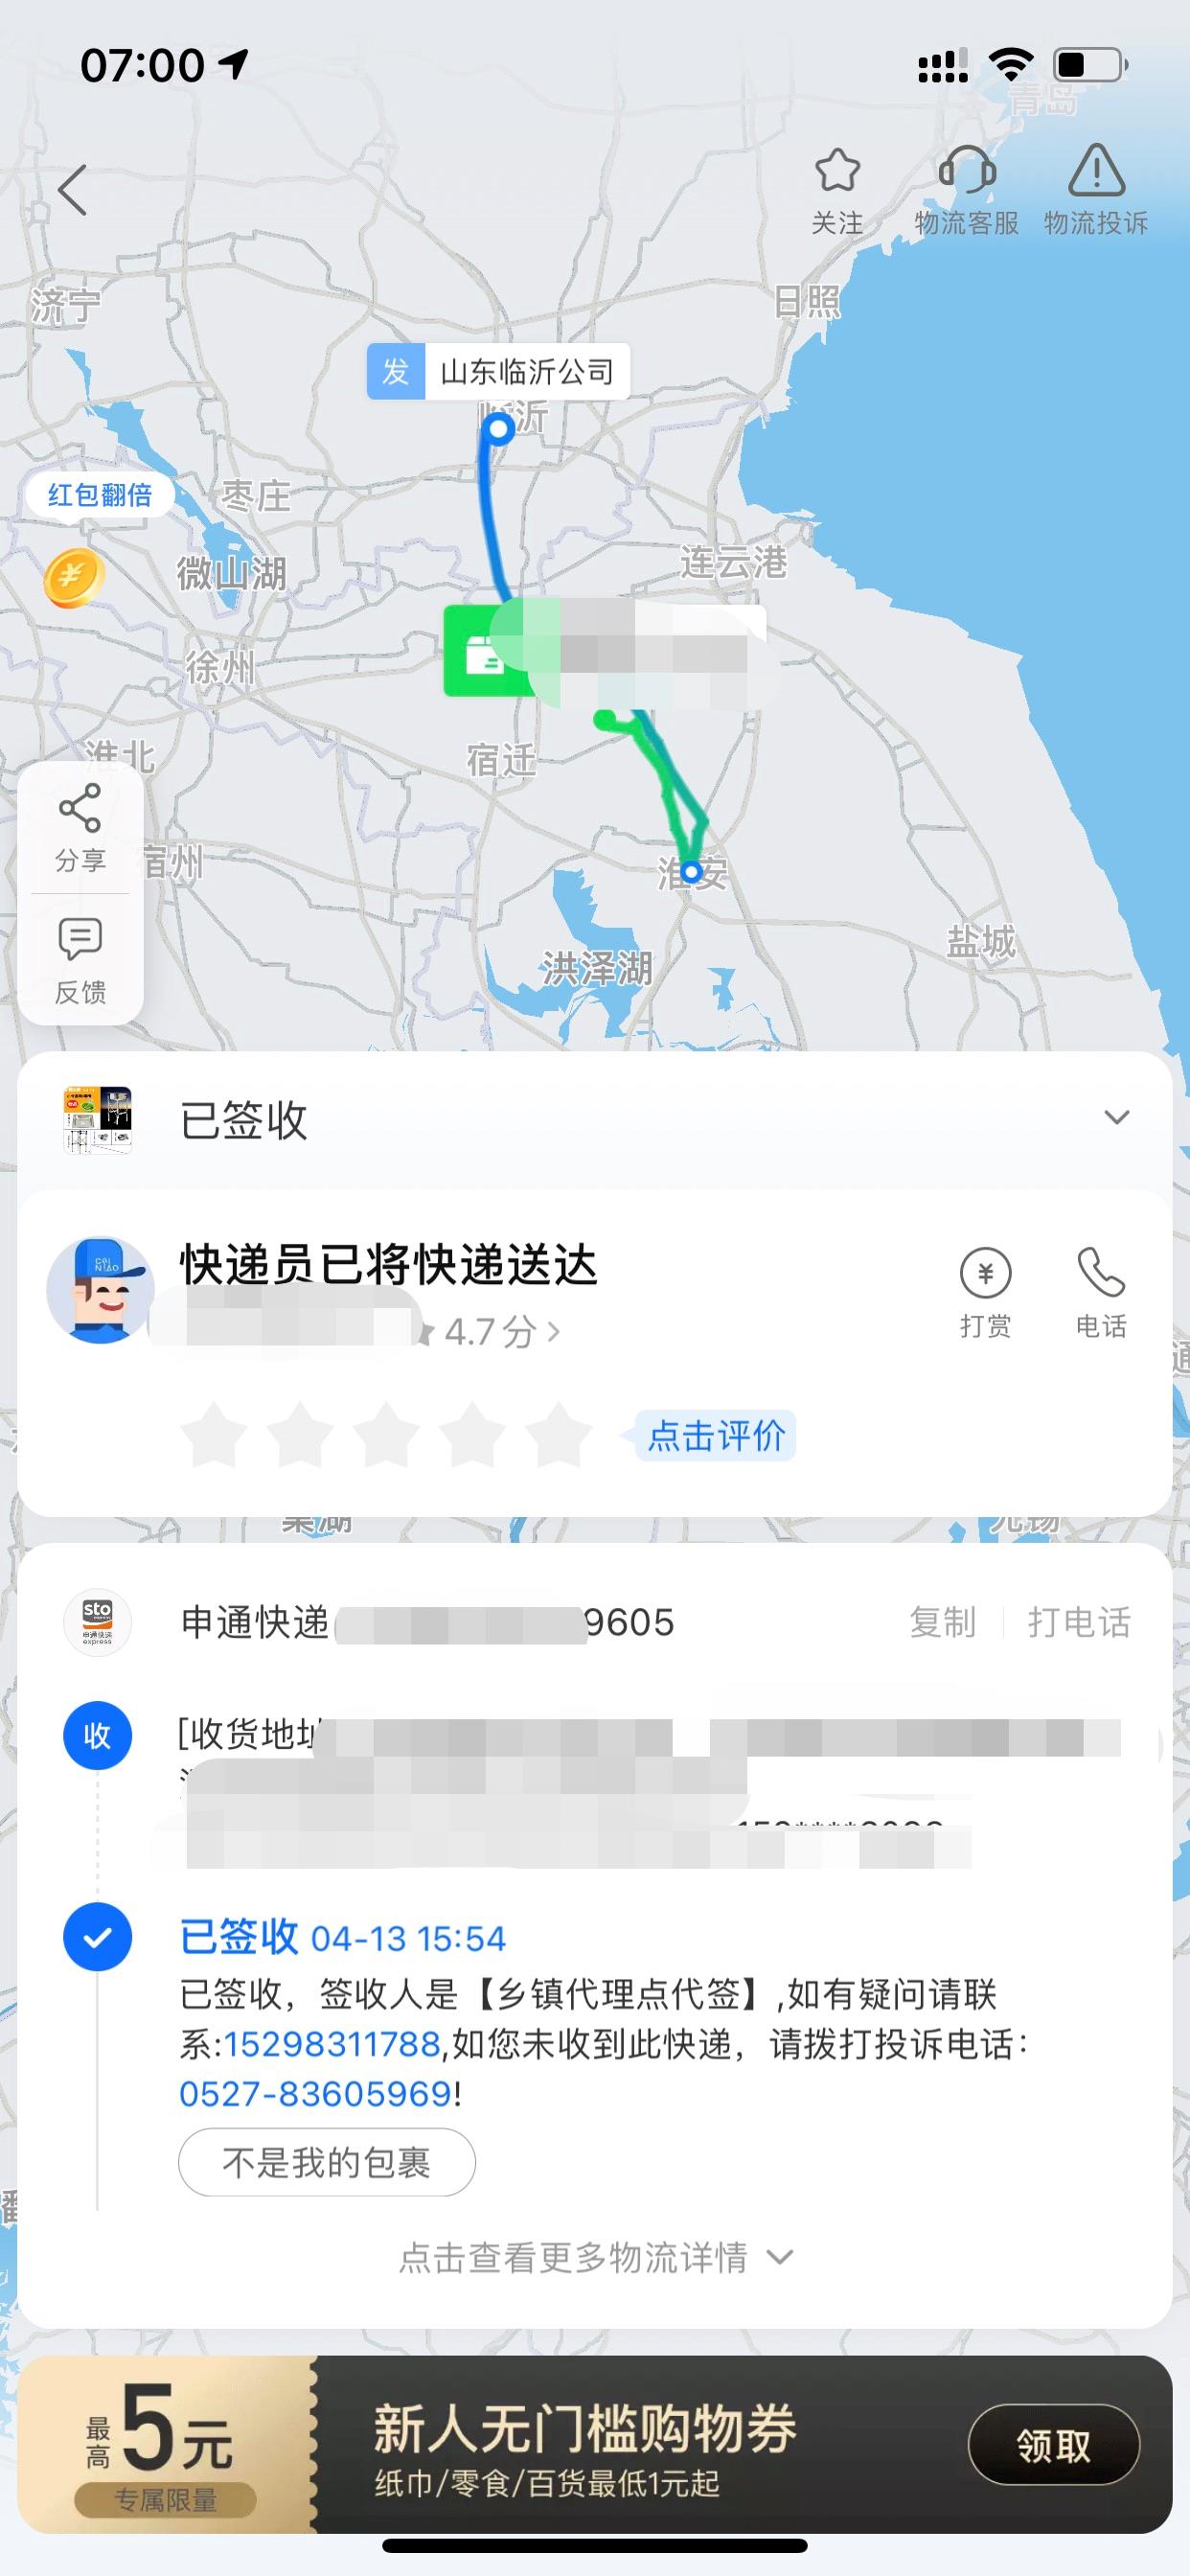 07:00
青岛
关注
物流客服
物流投诉
济宁
日照
发 山东临沂公司
临沂
红包翻倍
枣庄
微山湖
连云港
徐州
淮北
宿迁
分享
宿州
淮安
盐城
洪泽湖
反馈
已签收
快递员已将快递送达
4.7分
打赏
电话
点击评价
巢湖
无锡
sto
express
申通快递
9605
复制
打电话
收
[收货地址
已签收 04-13 15:54
已签收，签收人是【乡镇代理点代签】,如有疑问请联
系:15298311788,如您未收到此快递，请拨打投诉电话：
0527-83605969!
不是我的包裹
点击查看更多物流详情
最高5元
专属限量
新人无门槛购物券
纸巾/零食/百货最低1元起
领取